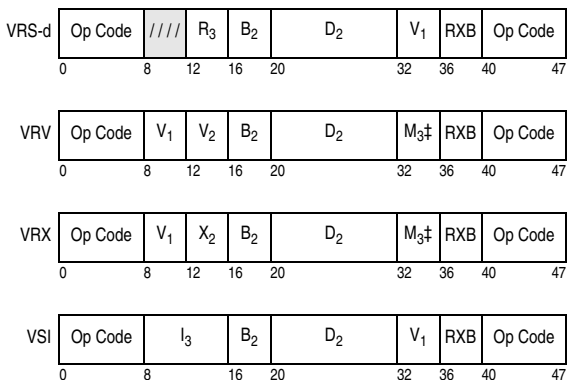 VRS-d Op Code //// R₃ B₂ D₂ V₁ RXB Op Code
0 8 12 16 20 32 36 40 47
VRV Op Code V₁ V₂ B₂ D₂ M₃‡ RXB Op Code
0 8 12 16 20 32 36 40 47
VRX Op Code V₁ X₂ B₂ D₂ M₃‡ RXB Op Code
0 8 12 16 20 32 36 40 47
VSI Op Code I₃ B₂ D₂ V₁ RXB Op Code
0 8 16 20 32 36 40 47